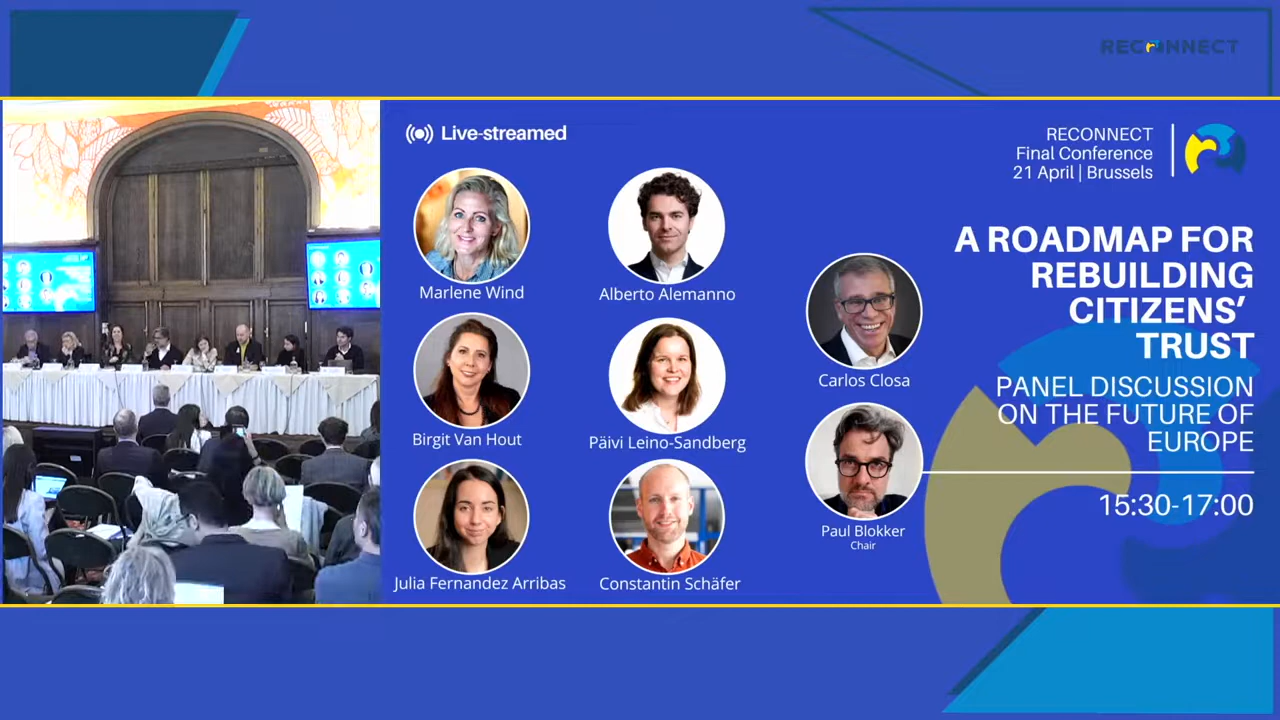 RECONNECT
Live-streamed
RECONNECT
Final Conference
21 April | Brussels
Marlene Wind
Alberto Alemanno
Carlos Closa
Birgit Van Hout
Päivi Leino-Sandberg
Paul Blokker
Chair
Julia Fernandez Arribas
Constantin Schäfer
A ROADMAP FOR
REBUILDING
CITIZENS’
TRUST
PANEL DISCUSSION
ON THE FUTURE OF
EUROPE
15:30-17:00